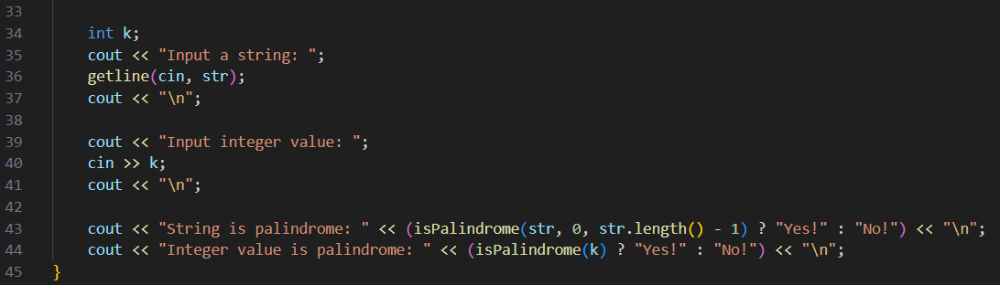 33
34 int k;
35 cout << "Input a string: ";
36 getline(cin, str);
37 cout << "\n";
38
39 cout << "Input integer value: ";
40 cin >> k;
41 cout << "\n";
42
43 cout << "String is palindrome: " << (isPalindrome(str, 0, str.length() - 1) ? "Yes!" : "No!") << "\n";
44 cout << "Integer value is palindrome: " << (isPalindrome(k) ? "Yes!" : "No!") << "\n";
45 }